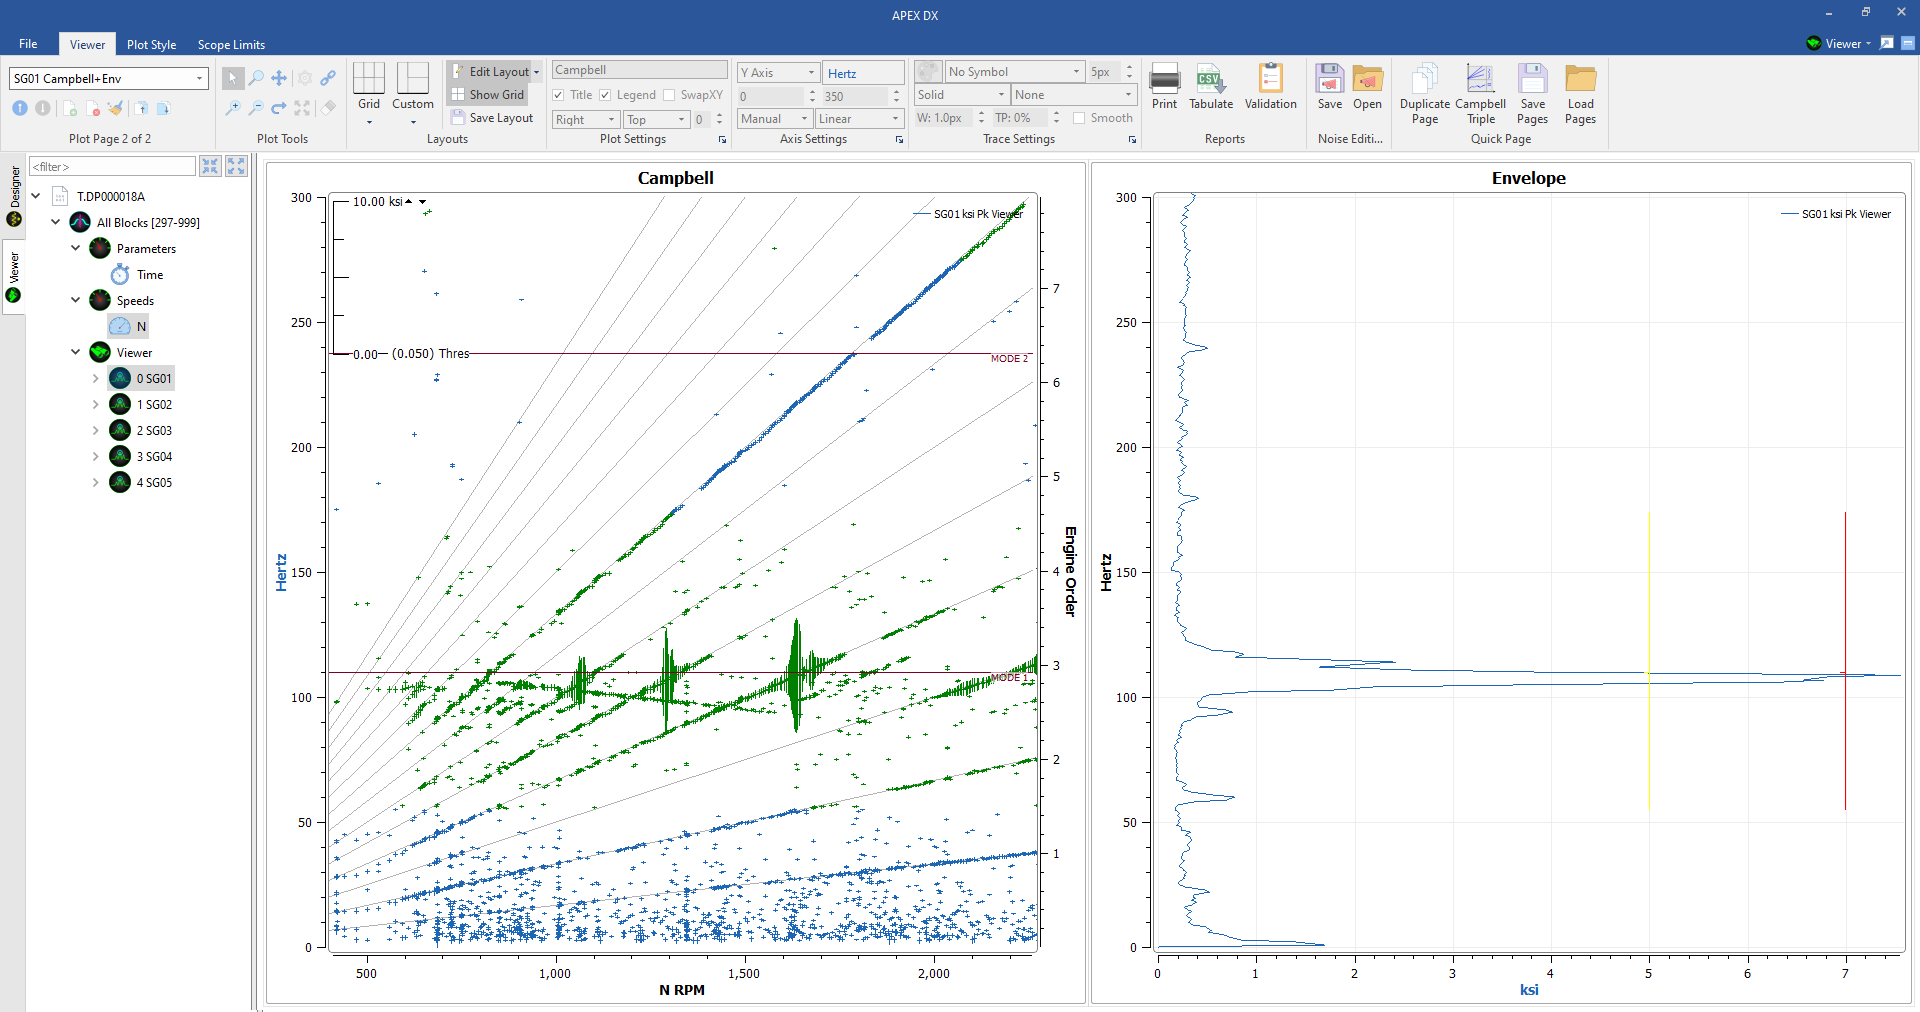 APEX DX
File Viewer Plot Style Scope Limits Viewer
SG01 Campbell+Env
Plot Page 2 of 2
Plot Tools
Grid
Custom
Edit Layout
Show Grid
Save Layout
Layouts
Campbell
Title Legend SwapXY
Right Top 0
Plot Settings
Y Axis Hertz
0 350
Manual Linear
Axis Settings
No Symbol 5px
Solid None
W: 1.0px TP: 0% Smooth
Trace Settings
Print
CSV
Tabulate
Validation
Reports
Save
Open
Noise Editi...
Duplicate
Page
Campbell
Triple
Save
Pages
Load
Pages
Quick Page
Designer
Viewer
<filter>
T.DP000018A
All Blocks [297-999]
Parameters
Time
Speeds
N
Viewer
0 SG01
1 SG02
2 SG03
3 SG04
4 SG05
Campbell
10.00 ksi
SG01 ksi Pk Viewer
0.00 (0.050) Thres
MODE 2
MODE 1
300
250
200
150
100
50
0
Hertz
7
6
5
4
3
2
1
Engine Order
500 1,000 1,500 2,000
N RPM
Envelope
SG01 ksi Pk Viewer
300
250
200
150
100
50
0
Hertz
0 1 2 3 4 5 6 7
ksi